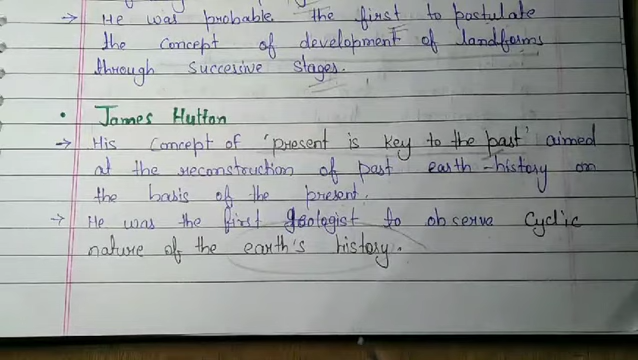 → He was probable the first to postulate
the concept of development of landforms
through succesive stages.
• James Hutton
→ His concept of 'present is key to the past' aimed
at the reconstruction of past earth-history on
the basis of the present.
→ He was the first geologist to observe cyclic
nature of the earth's history.